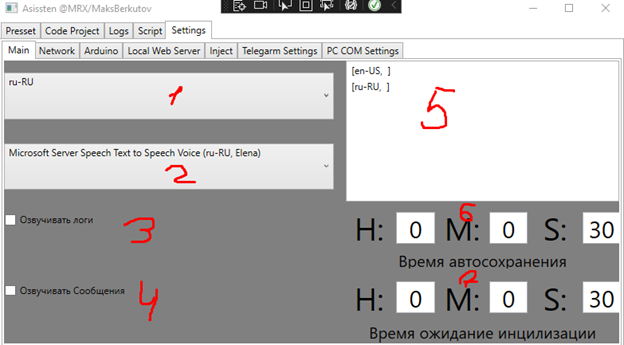 Asissten @MRX/MaksBerkutov
Presset Code Project Logs Script Settings
Main Network Arduino Local Web Server Inject Telegarm Settings PC COM Settings
ru-RU
1
[en-US, ]
[ru-RU, ]
5
Microsoft Server Speech Text to Speech Voice (ru-RU, Elena)
2
Озвучивать логи
3
6
H: 0 M: 0 S: 30
Время автосохранения
Озвучивать Сообщения
4
7
H: 0 M: 0 S: 30
Время ожидание инцилизации